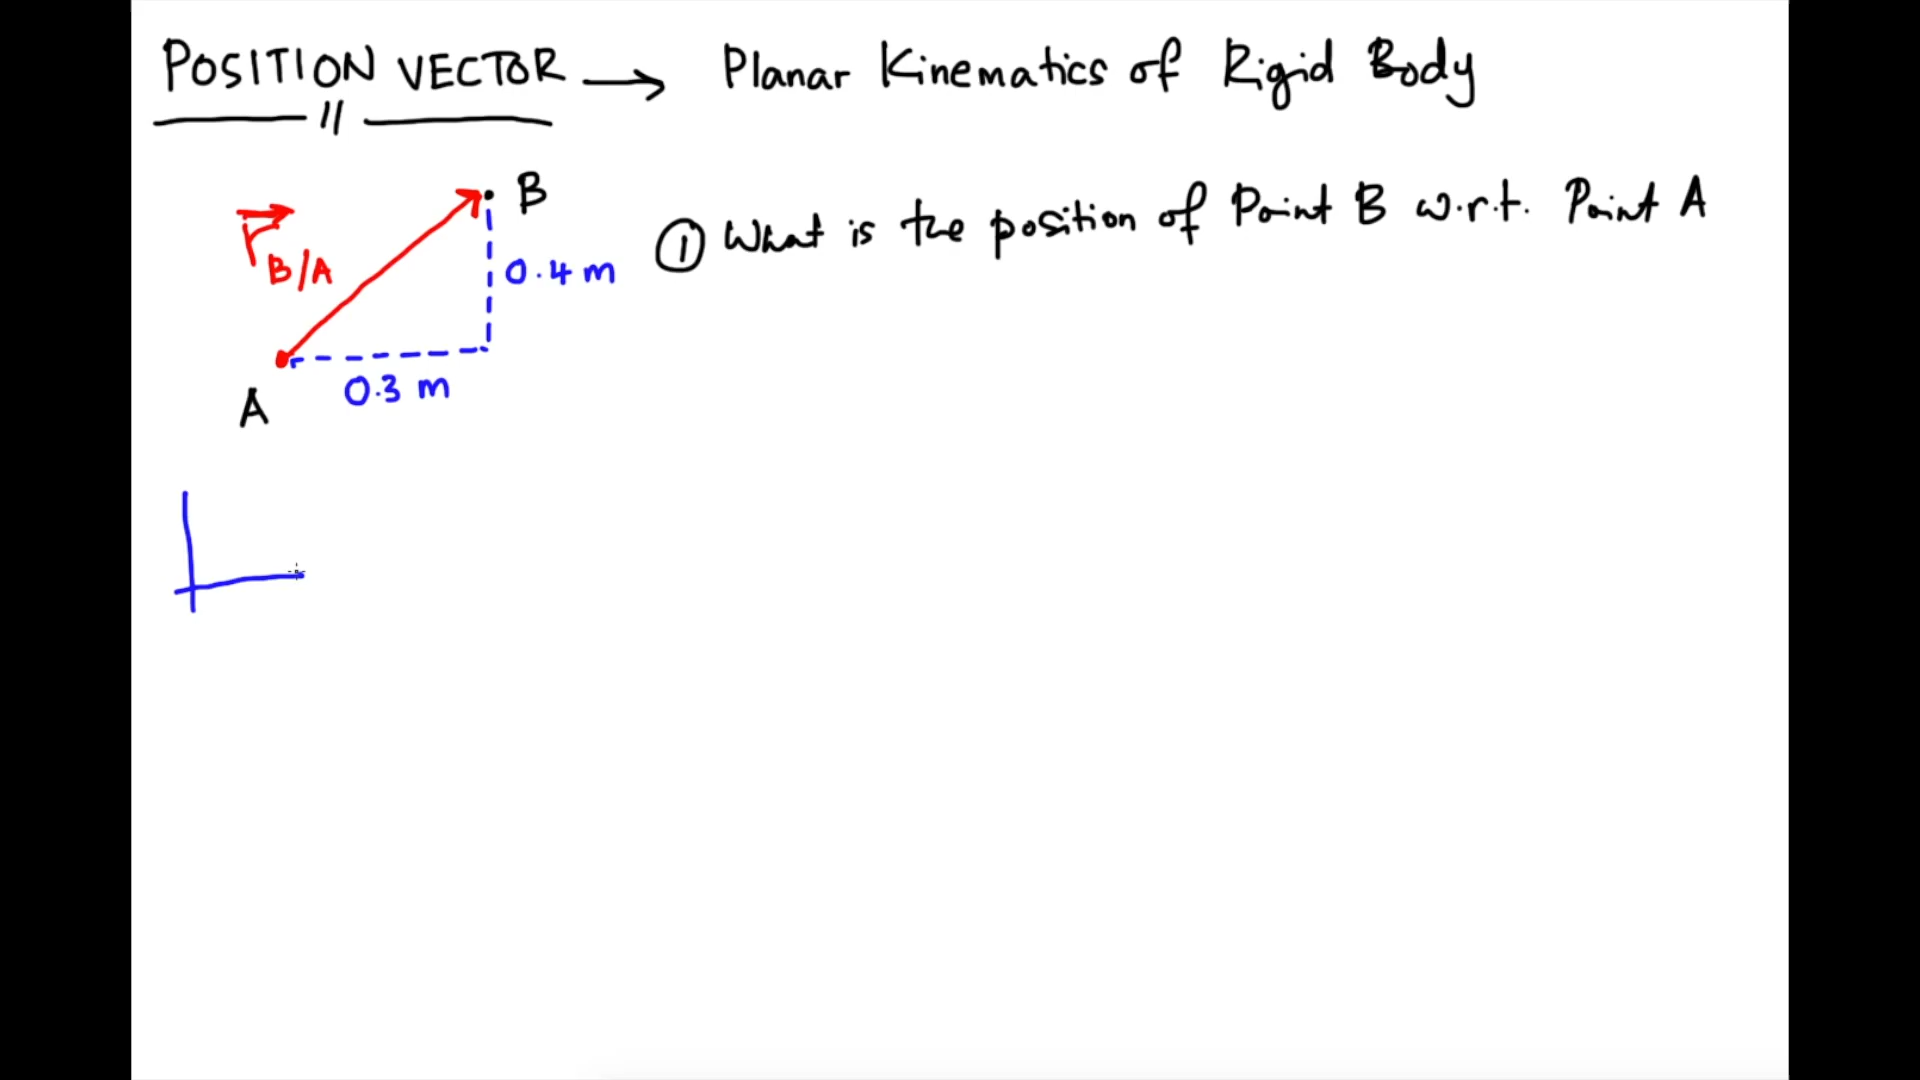 POSITION VECTOR → Planar Kinematics of Rigid Body
B
r B/A
① What is the position of Point B w.r.t. Point A
0.4 m
0.3 m
A